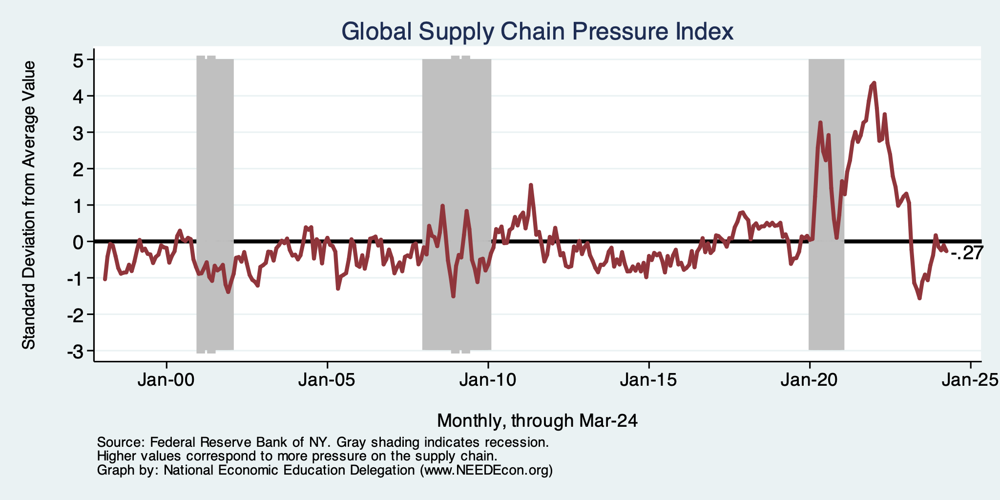 Global Supply Chain Pressure Index
Standard Deviation from Average Value
5
4
3
2
1
0
-1
-2
-3
-.27
Jan-00 Jan-05 Jan-10 Jan-15 Jan-20 Jan-25
Monthly, through Mar-24
Source: Federal Reserve Bank of NY. Gray shading indicates recession.
Higher values correspond to more pressure on the supply chain.
Graph by: National Economic Education Delegation (www.NEEDEcon.org)